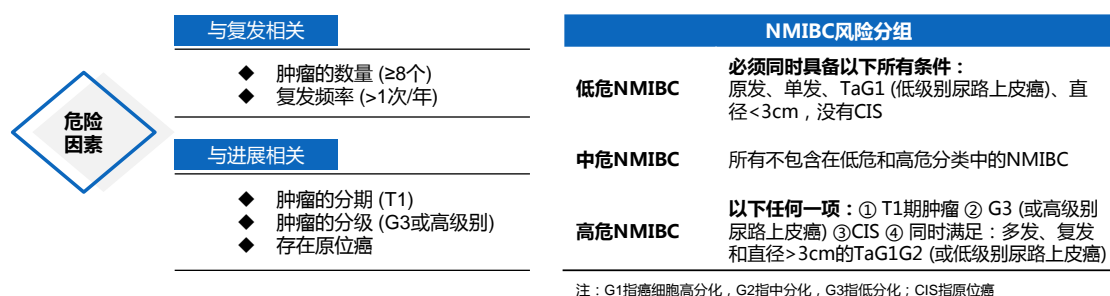 危险
因素
与复发相关
◆ 肿瘤的数量 (≥8个)
◆ 复发频率 (>1次/年)
与进展相关
◆ 肿瘤的分期 (T1)
◆ 肿瘤的分级 (G3或高级别)
◆ 存在原位癌
NMIBC风险分组
低危NMIBC
必须同时具备以下所有条件：
原发、单发、TaG1 (低级别尿路上皮癌)、直
径<3cm，没有CIS
中危NMIBC
所有不包含在低危和高危分类中的NMIBC
高危NMIBC
以下任何一项：① T1期肿瘤 ② G3 (或高级别
尿路上皮癌) ③CIS ④ 同时满足：多发、复发
和直径>3cm的TaG1G2 (或低级别尿路上皮癌)
注：G1指癌细胞高分化，G2指中分化，G3指低分化；CIS指原位癌